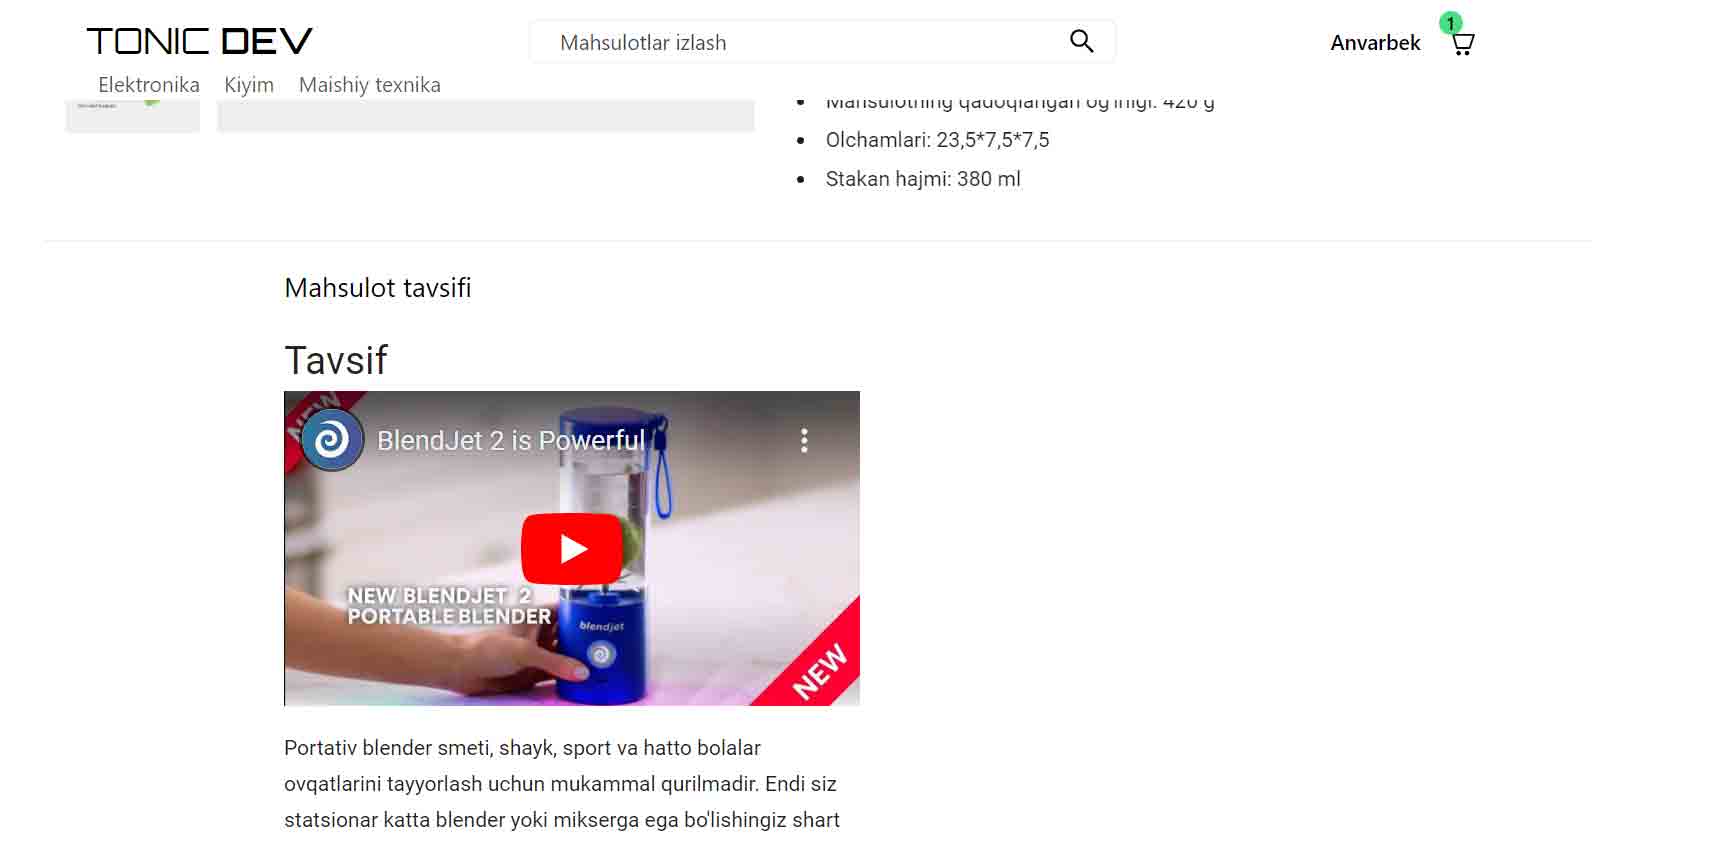 TONIC DEV
Mahsulotlar izlash
Anvarbek
1
Elektronika Kiyim Maishiy texnika
Mahsulotning qadoqlangan og'irligi: 420 g
Olchamlari: 23,5*7,5*7,5
Stakan hajmi: 380 ml
Mahsulot tavsifi
Tavsif
NEW
BlendJet 2 is Powerful
NEW BLENDJET 2
PORTABLE BLENDER
blendjet
NEW
Portativ blender smeti, shayk, sport va hatto bolalar
ovqatlarini tayyorlash uchun mukammal qurilmadir. Endi siz
statsionar katta blender yoki mikserga ega bo'lishingiz shart